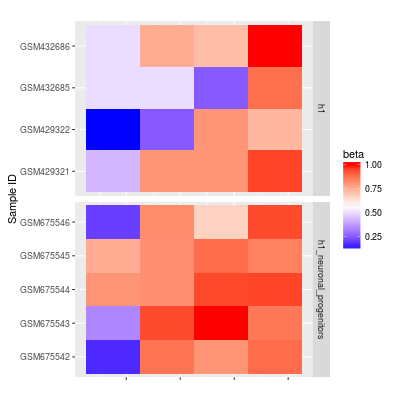 Sample ID
GSM432686
GSM432685
GSM429322
GSM429321
h1
GSM675546
GSM675545
GSM675544
GSM675543
GSM675542
h1_neuronal_progenitors
beta
1.00
0.75
0.50
0.25